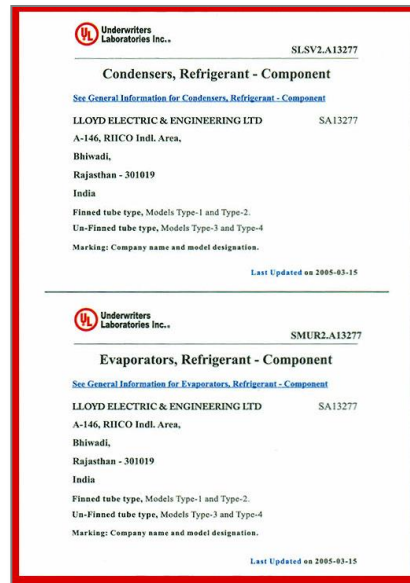 UL Underwriters
Laboratories Inc.®
SLSV2.A13277
Condensers, Refrigerant - Component
See General Information for Condensers, Refrigerant - Component
LLOYD ELECTRIC & ENGINEERING LTD SA13277
A-146, RIICO Indl. Area,
Bhiwadi,
Rajasthan - 301019
India
Finned tube type, Models Type-1 and Type-2.
Un-Finned tube type, Models Type-3 and Type-4
Marking: Company name and model designation.
Last Updated on 2005-03-15
UL Underwriters
Laboratories Inc.®
SMUR2.A13277
Evaporators, Refrigerant - Component
See General Information for Evaporators, Refrigerant - Component
LLOYD ELECTRIC & ENGINEERING LTD SA13277
A-146, RIICO Indl. Area,
Bhiwadi,
Rajasthan - 301019
India
Finned tube type, Models Type-1 and Type-2.
Un-Finned tube type, Models Type-3 and Type-4
Marking: Company name and model designation.
Last Updated on 2005-03-15